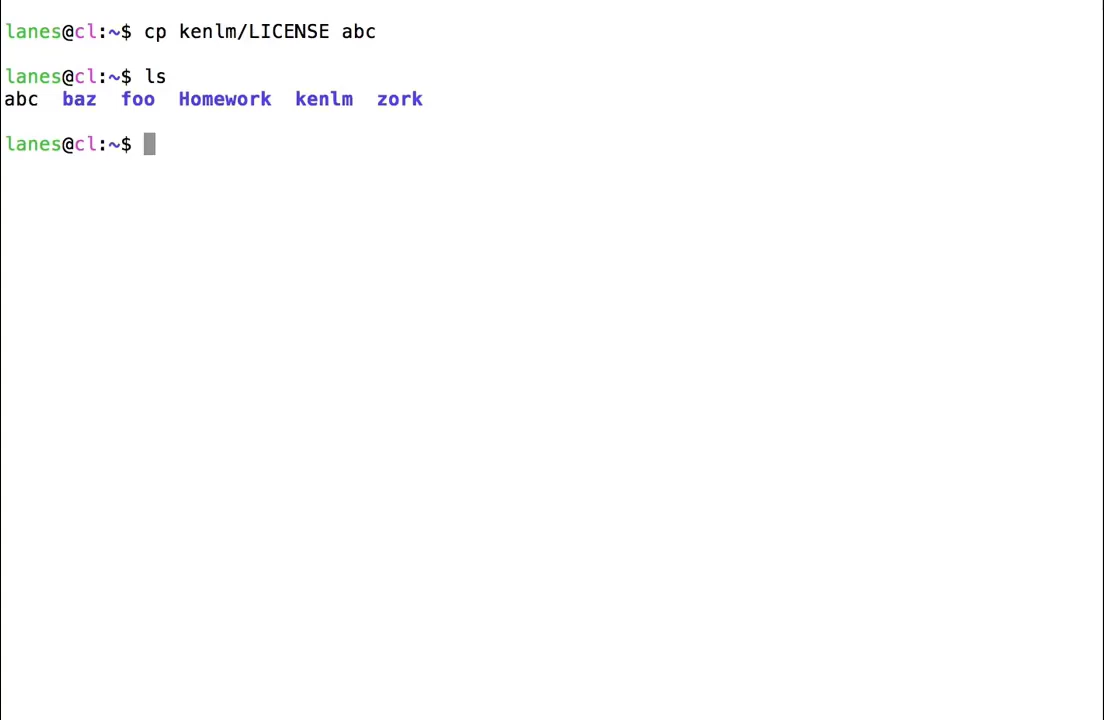 lanes@cl:~$ cp kenlm/LICENSE abc
lanes@cl:~$ ls
abc  baz  foo  Homework  kenlm  zork
lanes@cl:~$